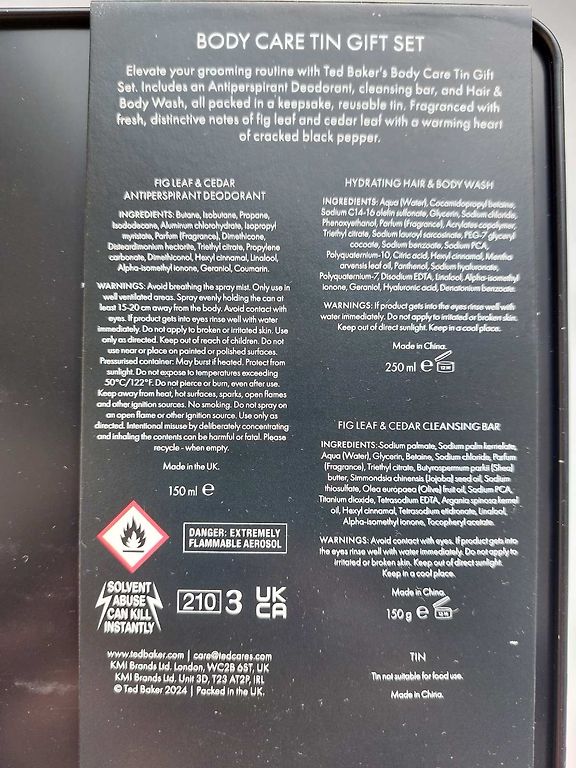 BODY CARE TIN GIFT SET
Elevate your grooming routine with Ted Baker's Body Care Tin Gift
Set. Includes an Antiperspirant Deodorant, cleansing bar, and Hair &
Body Wash, all packed in a keepsake, reusable tin. Fragranced with
fresh, distinctive notes of fig leaf and cedar leaf with a warming heart
of cracked black pepper.
FIG LEAF & CEDAR
ANTIPERSPIRANT DEODORANT
INGREDIENTS: Butane, Isobutane, Propane,
Isododecane, Aluminum chlorohydrate, Isopropyl
myristate, Parfum (Fragrance), Dimethicone,
Disteardimonium hectorite, Triethyl citrate, Propylene
carbonate, Dimethiconol, Hexyl cinnamal, Linalool,
Alpha-isomethyl ionone, Geraniol, Coumarin.
WARNINGS: Avoid breathing the spray mist. Only use in
well ventilated areas. Spray evenly holding the can at
least 15-20 cm away from the body. Avoid contact with
eyes. If product gets into eyes rinse well with water
immediately. Do not apply to broken or irritated skin. Use
only as directed. Keep out of reach of children. Do not
use near or place on painted or polished surfaces.
Pressurised container: May burst if heated. Protect from
sunlight. Do not expose to temperatures exceeding
50°C/122°F. Do not pierce or burn, even after use.
Keep away from heat, hot surfaces, sparks, open flames
and other ignition sources. No smoking. Do not spray on
an open flame or other ignition source. Use only as
directed. Intentional misuse by deliberately concentrating
and inhaling the contents can be harmful or fatal. Please
recycle - when empty.
Made in the UK.
150 ml ℮
DANGER: EXTREMELY
FLAMMABLE AEROSOL
SOLVENT
ABUSE
CAN KILL
INSTANTLY
210 3 UK
CA
www.tedbaker.com | care@tedcares.com
KMI Brands Ltd. London, WC2B 6ST, UK
KMI Brands Ltd. Unit 3D, T23 AT2P, IRL
© Ted Baker 2024 | Packed in the UK.
HYDRATING HAIR & BODY WASH
INGREDIENTS: Aqua (Water), Cocamidopropyl betaine,
Sodium C14-16 olefin sulfonate, Glycerin, Sodium chloride,
Phenoxyethanol, Parfum (Fragrance), Acrylates copolymer,
Triethyl citrate, Sodium lauroyl sarcosinate, PEG-7 glyceryl
cocoate, Sodium benzoate, Sodium PCA,
Polyquaternium-10, Citric acid, Hexyl cinnamal, Mentha
arvensis leaf oil, Panthenol, Sodium hyaluronate,
Polyquaternium-7, Disodium EDTA, Linalool, Alpha-isomethyl
ionone, Geraniol, Hyaluronic acid, Denatonium benzoate.
WARNINGS: If product gets into the eyes rinse well with
water immediately. Do not apply to irritated or broken skin.
Keep out of direct sunlight. Keep in a cool place.
Made in China.
250 ml ℮ 12 M
FIG LEAF & CEDAR CLEANSING BAR
INGREDIENTS: Sodium palmate, Sodium palm kernelate,
Aqua (Water), Glycerin, Betaine, Sodium chloride, Parfum
(Fragrance), Triethyl citrate, Butyrospermum parkii (Shea)
butter, Simmondsia chinensis (Jojoba) seed oil, Sodium
thiosulfate, Olea europaea (Olive) fruit oil, Sodium PCA,
Titanium dioxide, Tetrasodium EDTA, Argania spinosa kernel
oil, Hexyl cinnamal, Tetrasodium etidronate, Linalool,
Alpha-isomethyl ionone, Tocopheryl acetate.
WARNINGS: Avoid contact with eyes. If product gets into
the eyes rinse well with water immediately. Do not apply to
irritated or broken skin. Keep out of direct sunlight.
Keep in a cool place.
Made in China.
150 g ℮ 12 M
TIN
Tin not suitable for food use.
Made in China.